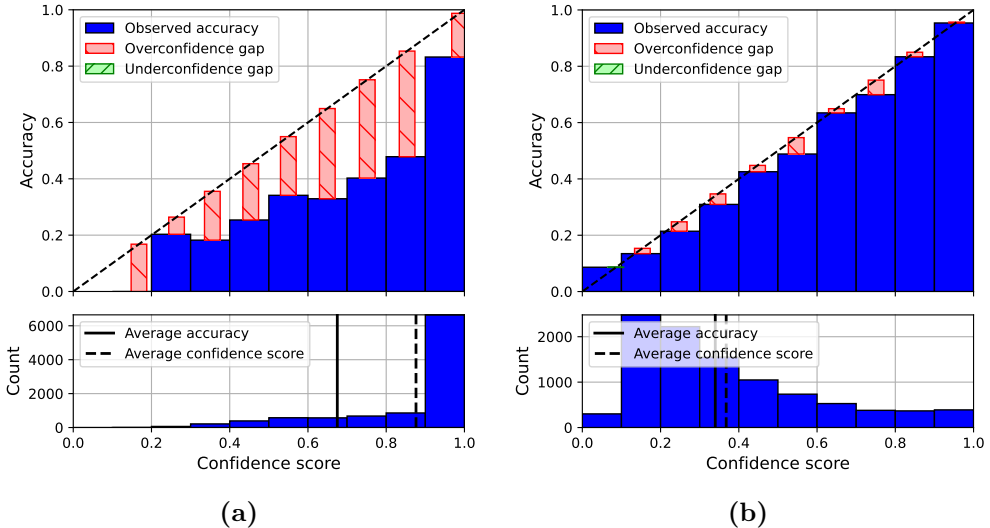 1.0
0.8
0.6
0.4
0.2
0.0
Accuracy
Observed accuracy
Overconfidence gap
Underconfidence gap
6000
4000
2000
0
Count
Average accuracy
Average confidence score
0.0 0.2 0.4 0.6 0.8 1.0
Confidence score
(a)
1.0
0.8
0.6
0.4
0.2
0.0
Accuracy
Observed accuracy
Overconfidence gap
Underconfidence gap
2000
1000
0
Count
Average accuracy
Average confidence score
0.0 0.2 0.4 0.6 0.8 1.0
Confidence score
(b)